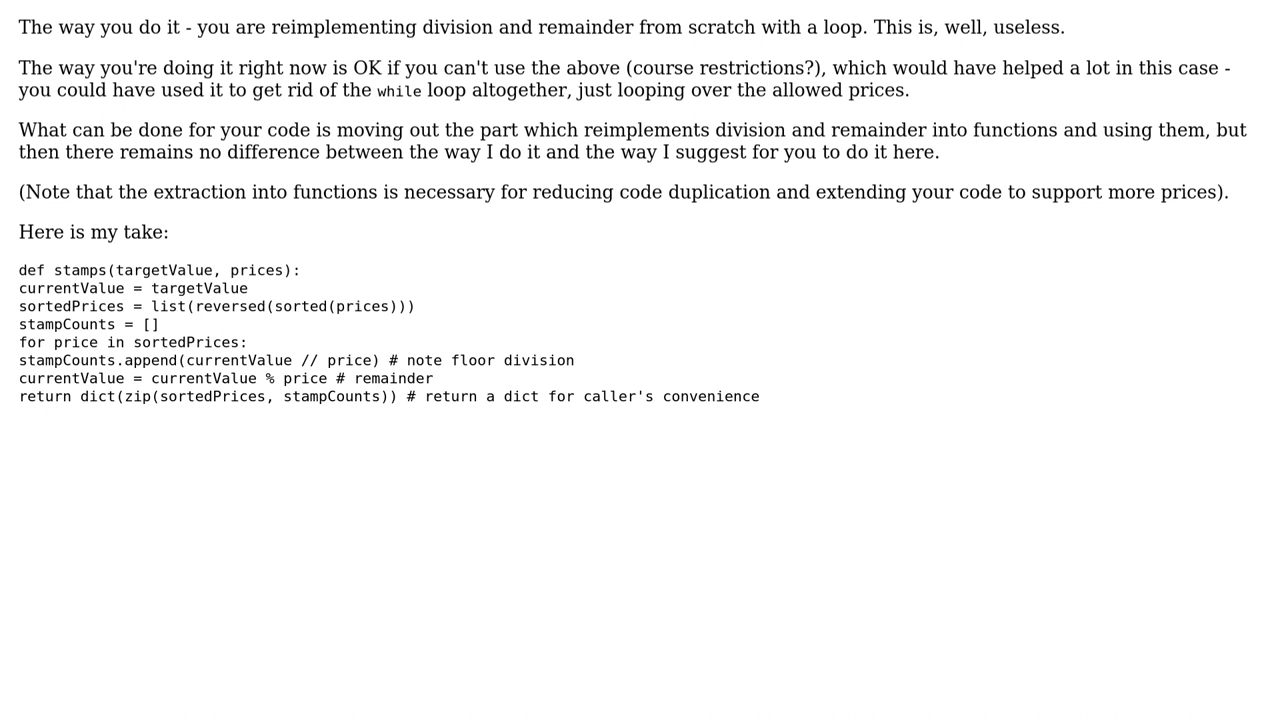 The way you do it - you are reimplementing division and remainder from scratch with a loop. This is, well, useless.
The way you're doing it right now is OK if you can't use the above (course restrictions?), which would have helped a lot in this case -
you could have used it to get rid of the while loop altogether, just looping over the allowed prices.
What can be done for your code is moving out the part which reimplements division and remainder into functions and using them, but
then there remains no difference between the way I do it and the way I suggest for you to do it here.
(Note that the extraction into functions is necessary for reducing code duplication and extending your code to support more prices).
Here is my take:
def stamps(targetValue, prices):
currentValue = targetValue
sortedPrices = list(reversed(sorted(prices)))
stampCounts = []
for price in sortedPrices:
stampCounts.append(currentValue // price) # note floor division
currentValue = currentValue % price # remainder
return dict(zip(sortedPrices, stampCounts)) # return a dict for caller's convenience